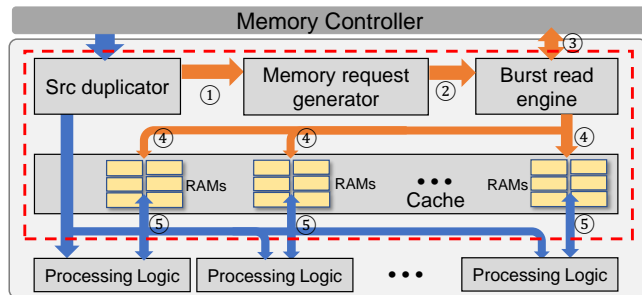 Memory Controller
③
Src duplicator
①
Memory request
generator
②
Burst read
engine
④
④
④
RAMs
RAMs
•••
Cache
RAMs
⑤
⑤
⑤
Processing Logic
Processing Logic
•••
Processing Logic